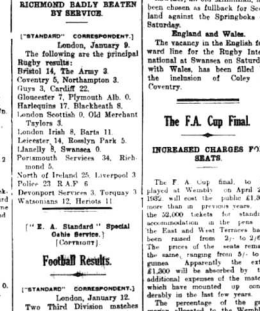 RICHMOND BADLY BEATEN
BY SERVICE.
["STANDARD" CORRESPONDENT.]
London, January 9.
The following are the principal
Rugby results:
Bristol 14, The Army 3.
Coventry 5, Northampton 3.
Guys 3, Cardiff 22.
Gloucester 7, Plymouth Alb. 0.
Harlequins 17, Blackheath 8.
London Scottish 0, Old Merchant
Taylors 3.
London Irish 8, Barts 11.
Leicester 14, Rosslyn Park 5.
Llanelly 8, Swansea 0.
Portsmouth Services 34, Rich-
mond 5.
North of Ireland 25, Liverpool 3
Police 23 R.A.F 6
Devonport Services 3, Torquay 3
Watsonians 12, Heriots 11
["E. A. Standard" Special
Cable Service.]
[COPYRIGHT].
Football Results.
["STANDARD" CORRESPONDENT.]
London, January 12.
Two Third Division matches
been chosen as fullback for Sc
land against the Springboks
Saturday.
England and Wales.
The vacancy in the English f
ward line for the Rugby Inte
national at Swansea on Saturd
with Wales, has been filled
the inclusion of Coley
Coventry.
The F.A. Cup Final.
INCREASED CHARGES FO
SEATS.
The F A Cup final, to
played at Wembley on April 2
1932 will cost the public £1,3
more than in previous years.
the 52,000 tickets for standi
accommodation in the pens
the East and West Terraces ha
been raised from 2/- to 2/6
The prices of the seats remai
the same, ranging from 5/- to
guinea Apparently the ext
£1,300 will be absorbed by t
additional expenses of the mate
which have mounted up con
derably in the last few years.
The percentage of the g